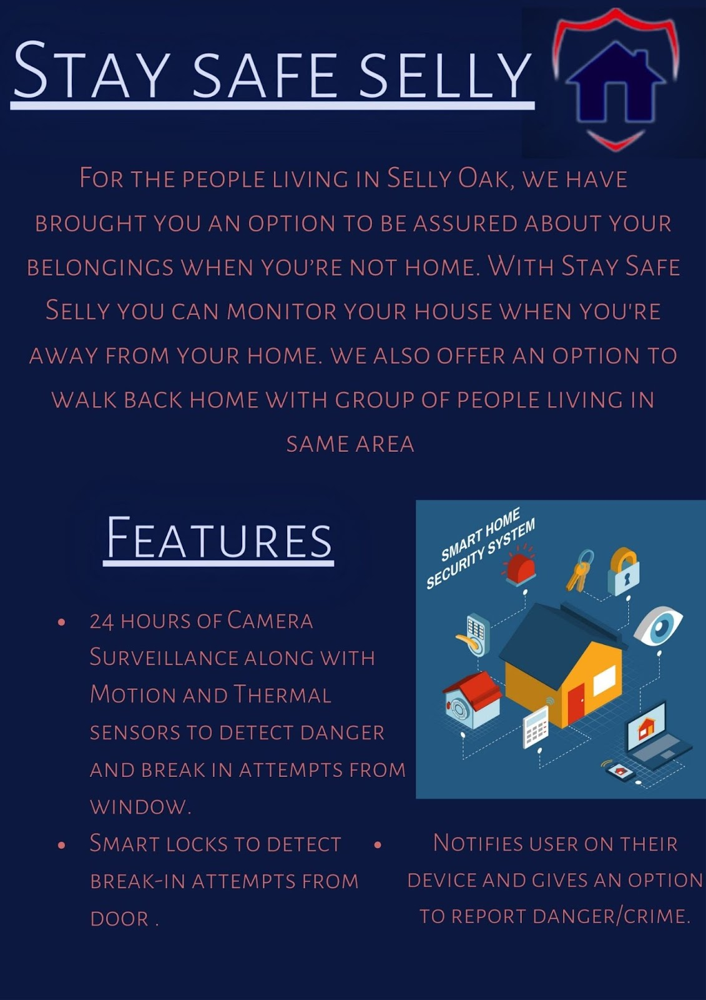 Stay safe selly
For the people living in Selly Oak, we have
brought you an option to be assured about your
belongings when you’re not home. With Stay Safe
Selly you can monitor your house when you're
away from your home. we also offer an option to
walk back home with group of people living in
same area
Features
SMART HOME
SECURITY SYSTEM
• 24 hours of Camera
Surveillance along with
Motion and Thermal
sensors to detect danger
and break in attempts from
window.
• Smart locks to detect
break-in attempts from
door .
• Notifies user on their
device and gives an option
to report danger/crime.